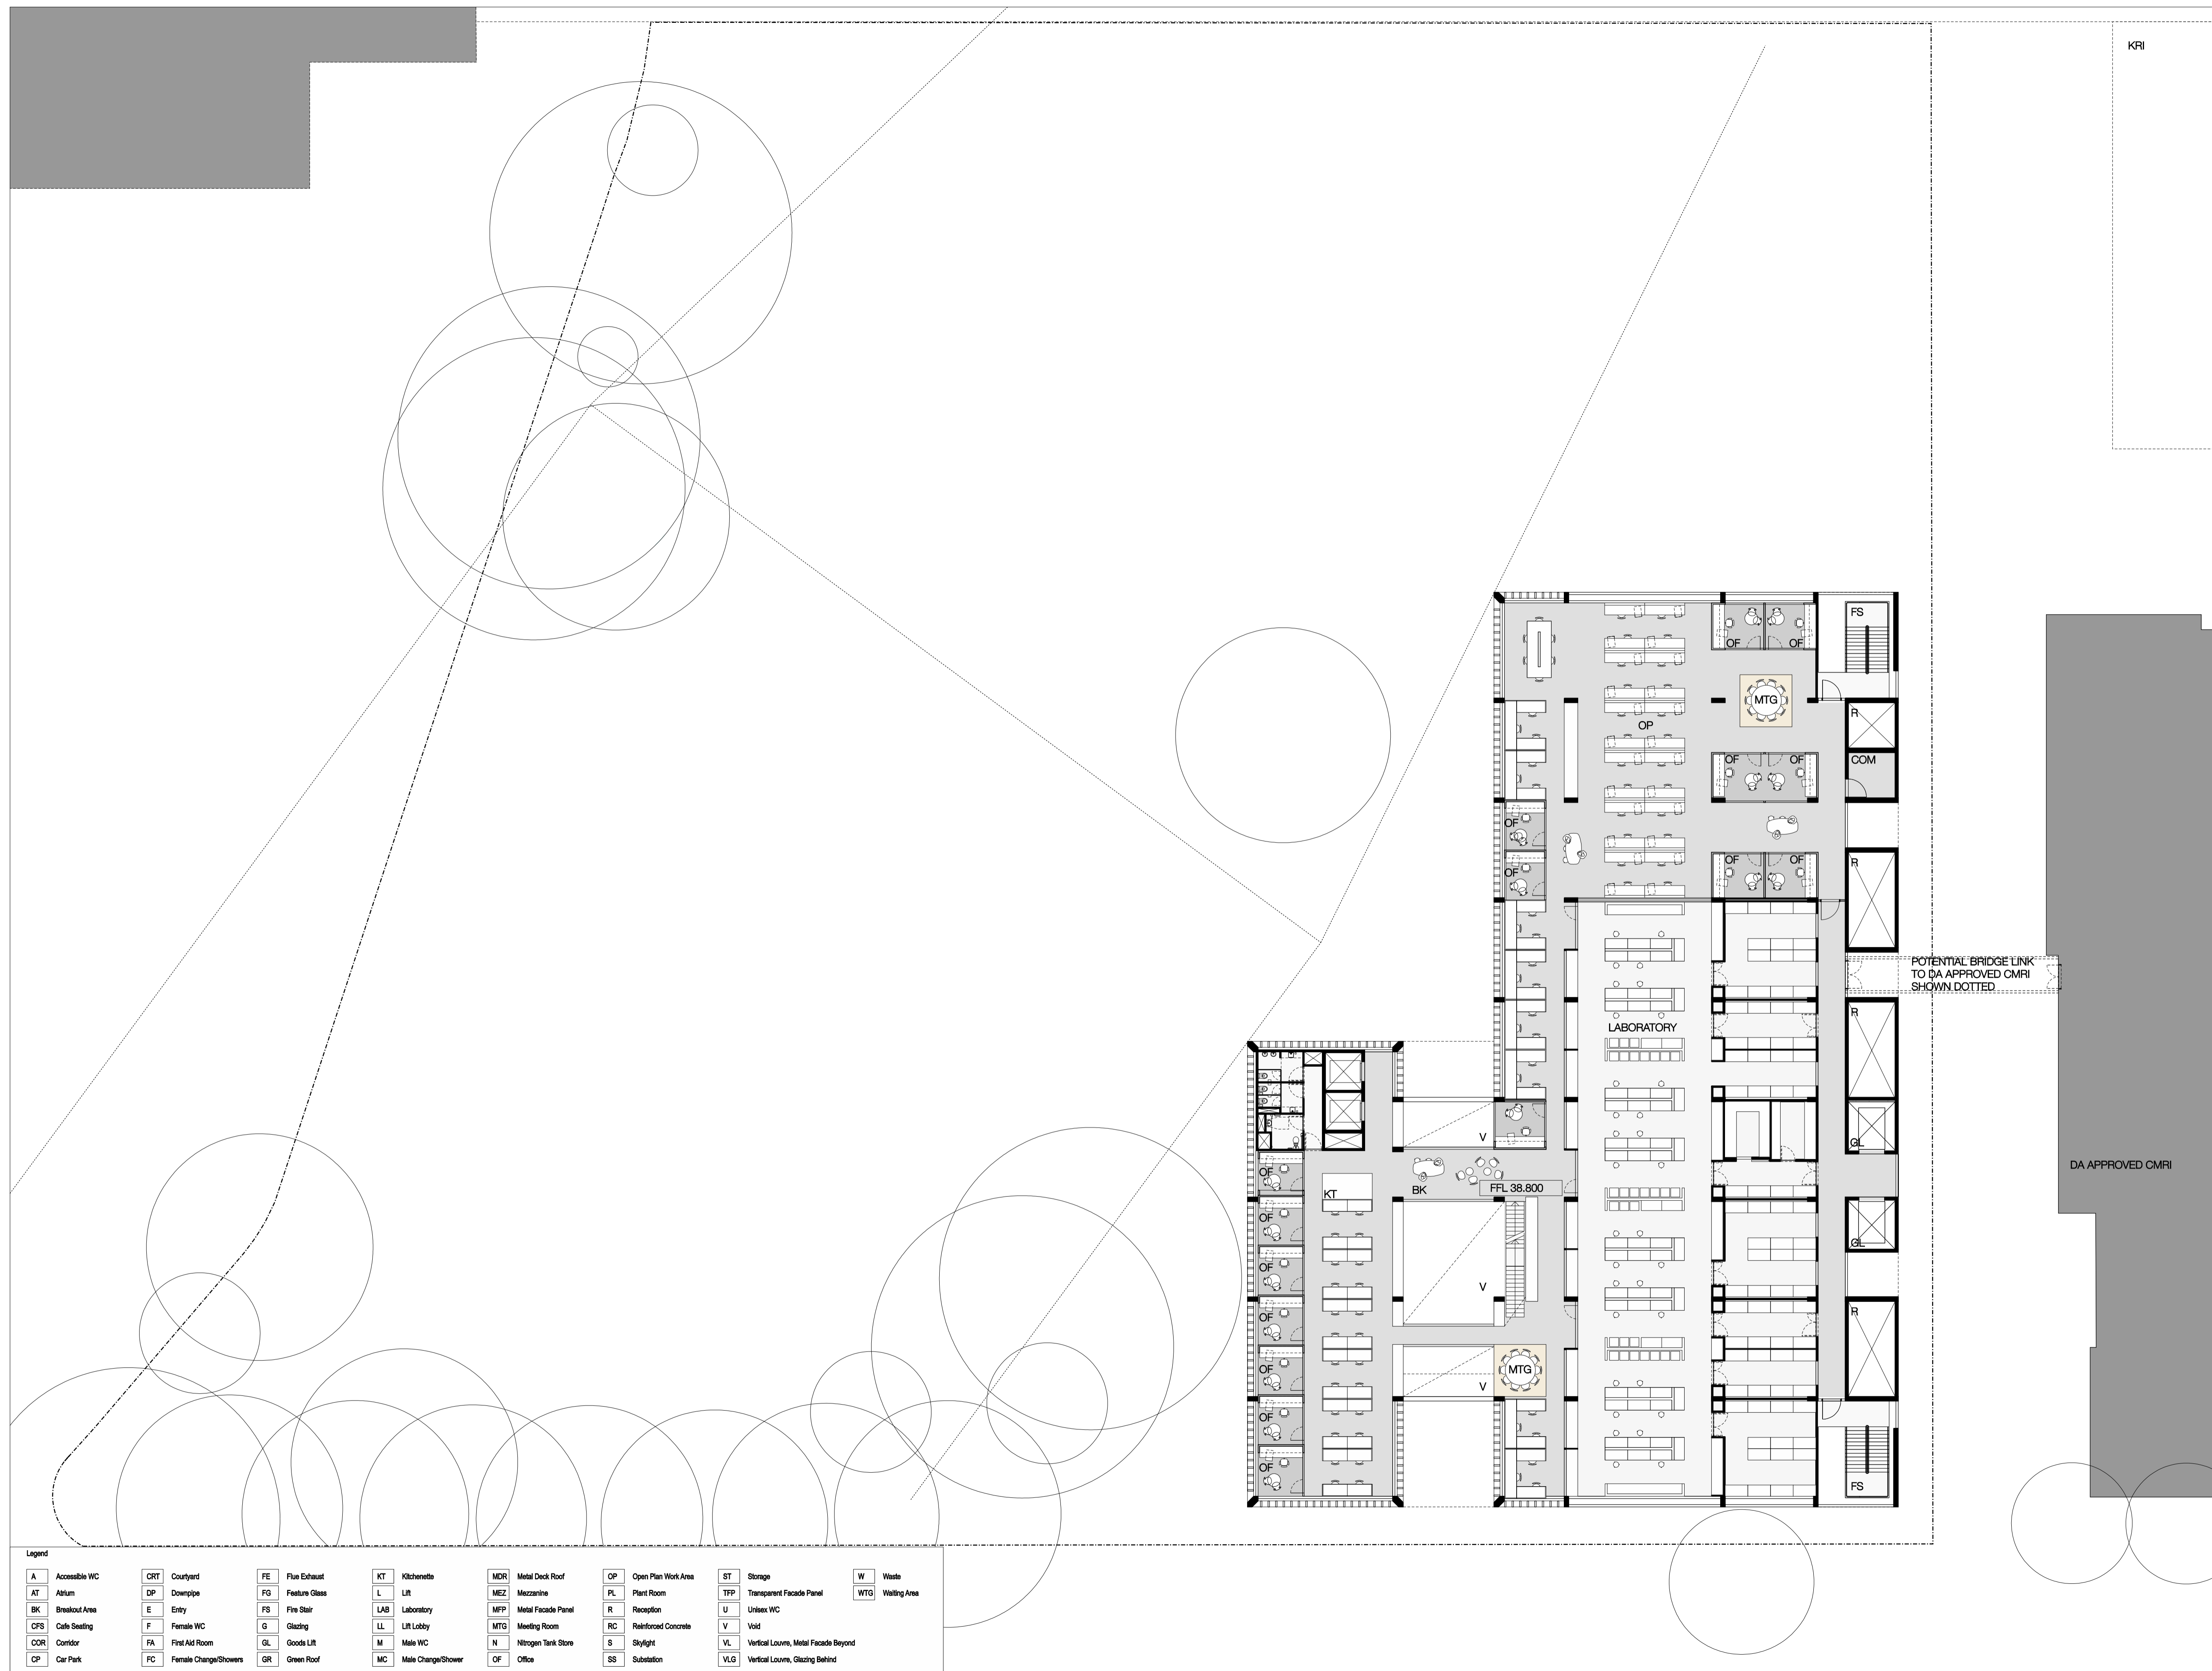 KRI
FS
OF
OF
MTG
R
OP
OF
OF
COM
OF
OF
OF
OF
R
POTENTIAL BRIDGE LINK
TO DA APPROVED CMRI
SHOWN DOTTED
R
LABORATORY
V
GL
DA APPROVED CMRI
OF
KT
BK
FFL 38.800
OF
GL
OF
V
OF
R
OF
MTG
V
OF
OF
FS
Legend
A Accessible WC
AT Atrium
BK Breakout Area
CFS Cafe Seating
COR Corridor
CP Car Park
CRT Courtyard
DP Downpipe
E Entry
F Female WC
FA First Aid Room
FC Female Change/Showers
FE Flue Exhaust
FG Feature Glass
FS Fire Stair
G Glazing
GL Goods Lift
GR Green Roof
KT Kitchenette
L Lift
LAB Laboratory
LL Lift Lobby
M Male WC
MC Male Change/Shower
MDR Metal Deck Roof
MEZ Mezzanine
MFP Metal Facade Panel
MTG Meeting Room
N Nitrogen Tank Store
OF Office
OP Open Plan Work Area
PL Plant Room
R Reception
RC Reinforced Concrete
S Skylight
SS Substation
ST Storage
TFP Transparent Facade Panel
U Unisex WC
V Void
VL Vertical Louvre, Metal Facade Beyond
VLG Vertical Louvre, Glazing Behind
W Waste
WTG Waiting Area